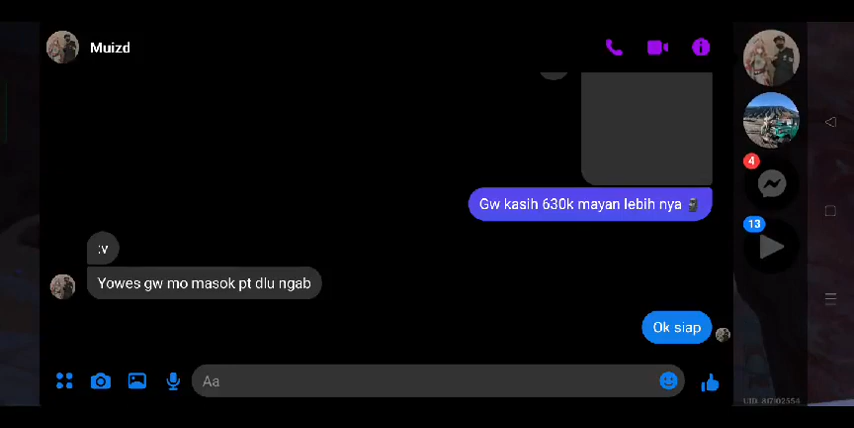 Muizd
Gw kasih 630k mayan lebih nya 🗿
4
13
:v
Yowes gw mo masok pt dlu ngab
Ok siap
Aa